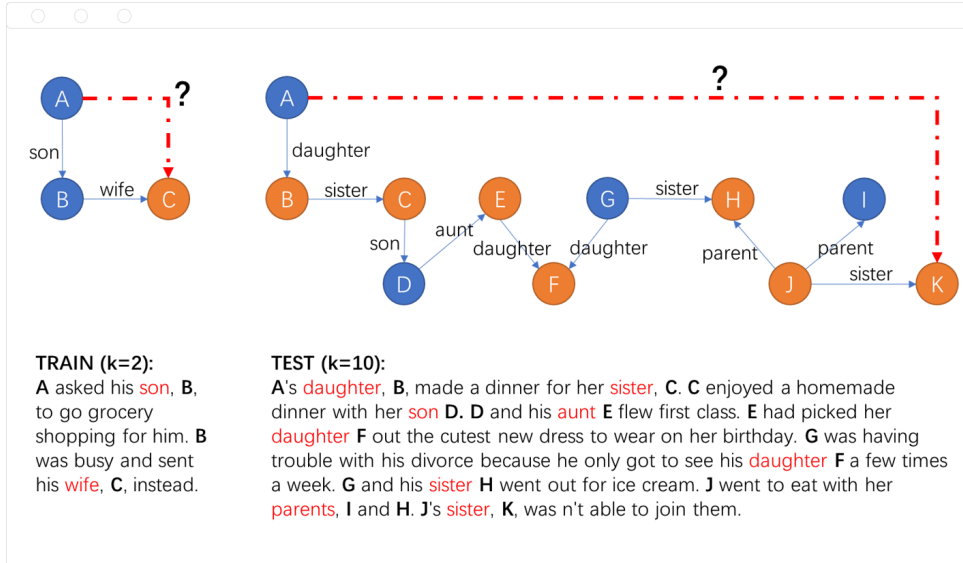 ?
?
A
A
daughter
son
B
wife
C
B
sister
C
E
G
sister
H
I
son
aunt
daughter
daughter
parent
parent
sister
D
F
J
K
TRAIN (k=2):
A asked his son, B,
to go grocery
shopping for him. B
was busy and sent
his wife, C, instead.
TEST (k=10):
A's daughter, B, made a dinner for her sister, C. C enjoyed a homemade
dinner with her son D. D and his aunt E flew first class. E had picked her
daughter F out the cutest new dress to wear on her birthday. G was having
trouble with his divorce because he only got to see his daughter F a few times
a week. G and his sister H went out for ice cream. J went to eat with her
parents, I and H. J's sister, K, was n't able to join them.